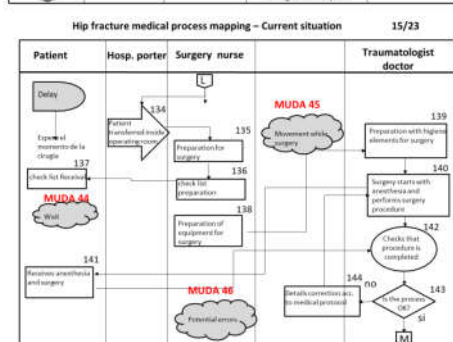 Hip fracture medical process mapping – Current situation 15/23
Patient
Hosp. porter
Surgery nurse
Traumatologist
doctor
Delay
Espera el
momento de la
cirugía
L
134
Patient
transferred inside
operating room
135
Preparation for
surgery
136
check list
preparation
137
check list Receives
MUDA 44
Wait
138
Preparation of
equipment for
surgery
MUDA 45
Movement while
surgery
139
Preparation with higiene
elements for surgery
140
Surgery starts with
anesthesia and
performs surgery
procedure
141
Receives anesthesia
and surgery
142
Checks that
procedure is
completed
MUDA 46
Potential errors
144
Details correction acc.
to medical protocol
no
143
Is the process
OK?
si
M